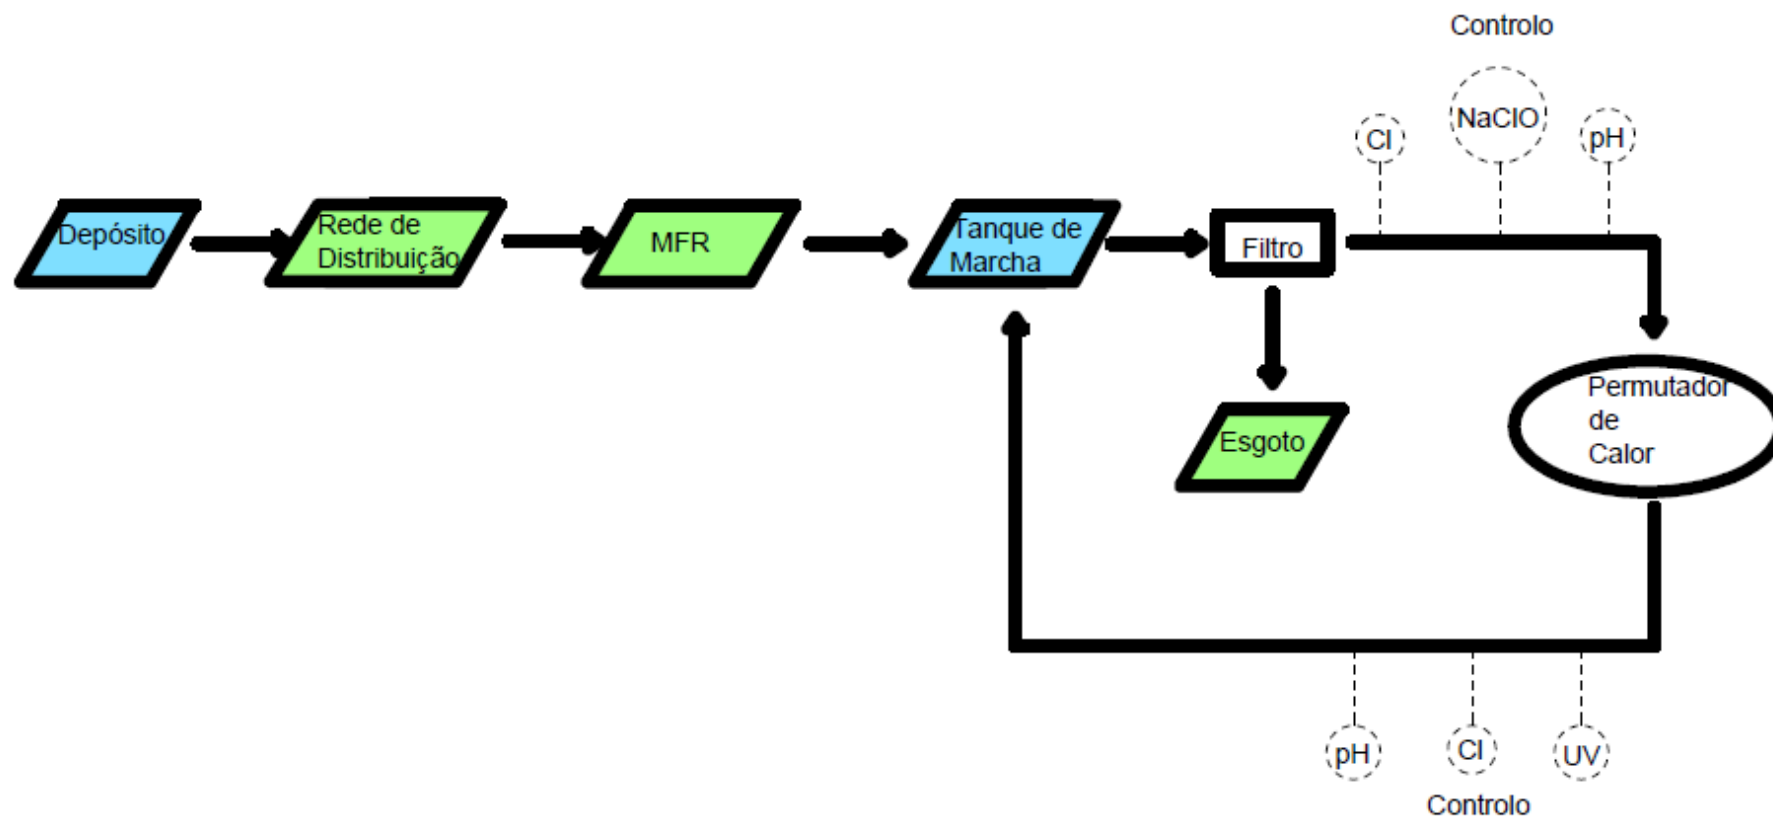 Controlo
Cl
NaClO
pH
Depósito
Rede de
Distribuição
MFR
Tanque de
Marcha
Filtro
Esgoto
Permutador
de
Calor
pH
Cl
UV
Controlo